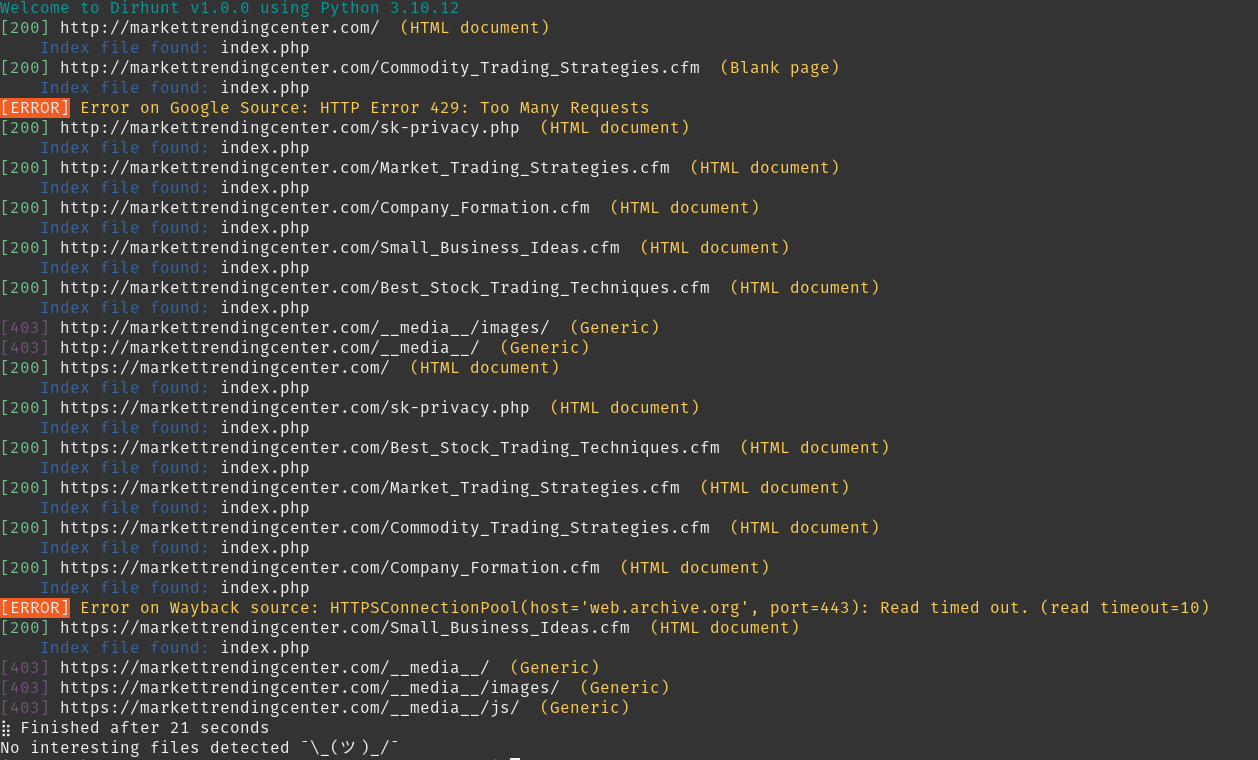 Welcome to Dirhunt v1.0.0 using Python 3.10.12
[200] http://markettrendingcenter.com/  (HTML document)
    Index file found: index.php
[200] http://markettrendingcenter.com/Commodity_Trading_Strategies.cfm  (Blank page)
    Index file found: index.php
[ERROR] Error on Google Source: HTTP Error 429: Too Many Requests
[200] http://markettrendingcenter.com/sk-privacy.php  (HTML document)
    Index file found: index.php
[200] http://markettrendingcenter.com/Market_Trading_Strategies.cfm  (HTML document)
    Index file found: index.php
[200] http://markettrendingcenter.com/Company_Formation.cfm  (HTML document)
    Index file found: index.php
[200] http://markettrendingcenter.com/Small_Business_Ideas.cfm  (HTML document)
    Index file found: index.php
[200] http://markettrendingcenter.com/Best_Stock_Trading_Techniques.cfm  (HTML document)
    Index file found: index.php
[403] http://markettrendingcenter.com/__media__/images/  (Generic)
[403] http://markettrendingcenter.com/__media__/  (Generic)
[200] https://markettrendingcenter.com/  (HTML document)
    Index file found: index.php
[200] https://markettrendingcenter.com/sk-privacy.php  (HTML document)
    Index file found: index.php
[200] https://markettrendingcenter.com/Best_Stock_Trading_Techniques.cfm  (HTML document)
    Index file found: index.php
[200] https://markettrendingcenter.com/Market_Trading_Strategies.cfm  (HTML document)
    Index file found: index.php
[200] https://markettrendingcenter.com/Commodity_Trading_Strategies.cfm  (HTML document)
    Index file found: index.php
[200] https://markettrendingcenter.com/Company_Formation.cfm  (HTML document)
    Index file found: index.php
[ERROR] Error on Wayback source: HTTPSConnectionPool(host='web.archive.org', port=443): Read timed out. (read timeout=10)
[200] https://markettrendingcenter.com/Small_Business_Ideas.cfm  (HTML document)
    Index file found: index.php
[403] https://markettrendingcenter.com/__media__/  (Generic)
[403] https://markettrendingcenter.com/__media__/images/  (Generic)
[403] https://markettrendingcenter.com/__media__/js/  (Generic)
⣷ Finished after 21 seconds
No interesting files detected ¯\_(ツ)_/¯